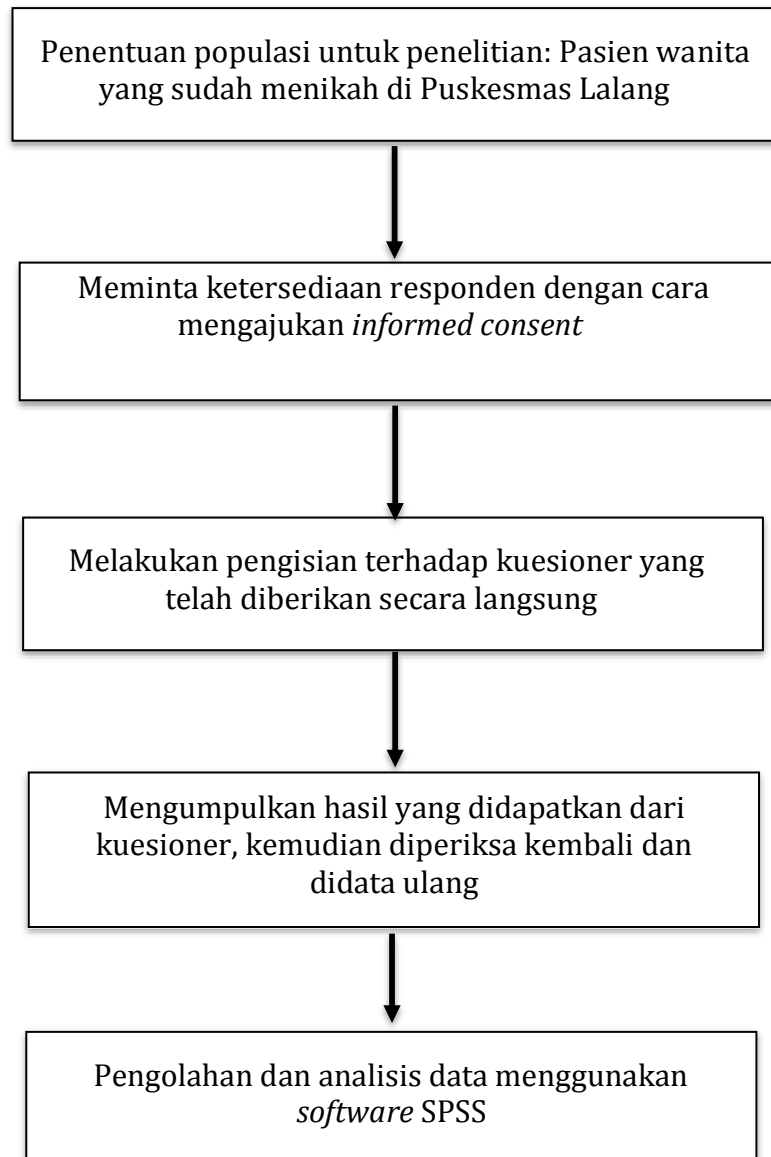 Penentuan populasi untuk penelitian: Pasien wanita
yang sudah menikah di Puskesmas Lalang
Meminta ketersediaan responden dengan cara
mengajukan informed consent
Melakukan pengisian terhadap kuesioner yang
telah diberikan secara langsung
Mengumpulkan hasil yang didapatkan dari
kuesioner, kemudian diperiksa kembali dan
didata ulang
Pengolahan dan analisis data menggunakan
software SPSS